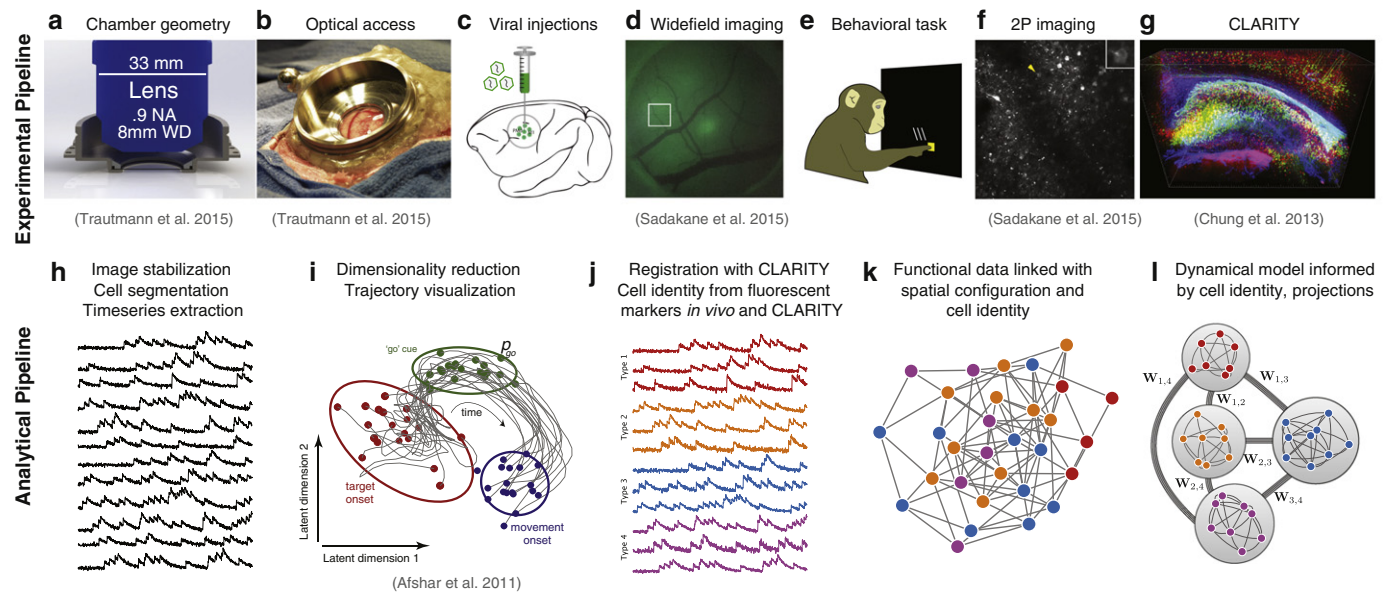 Experimental Pipeline
a Chamber geometry
33 mm
Lens
.9 NA
8mm WD
(Trautmann et al. 2015)
b Optical access
(Trautmann et al. 2015)
c Viral injections
d Widefield imaging
(Sadakane et al. 2015)
e Behavioral task
f 2P imaging
(Sadakane et al. 2015)
g CLARITY
(Chung et al. 2013)
Analytical Pipeline
h Image stabilization
Cell segmentation
Timeseries extraction
i Dimensionality reduction
Trajectory visualization
'go' cue
pgo
time
target
onset
movement
onset
Latent dimension 2
Latent dimension 1
(Afshar et al. 2011)
j Registration with CLARITY
Cell identity from fluorescent
markers in vivo and CLARITY
Type 1
Type 2
Type 3
Type 4
k Functional data linked with
spatial configuration and
cell identity
l Dynamical model informed
by cell identity, projections
W1,4
W1,3
W1,2
W2,3
W2,4
W3,4